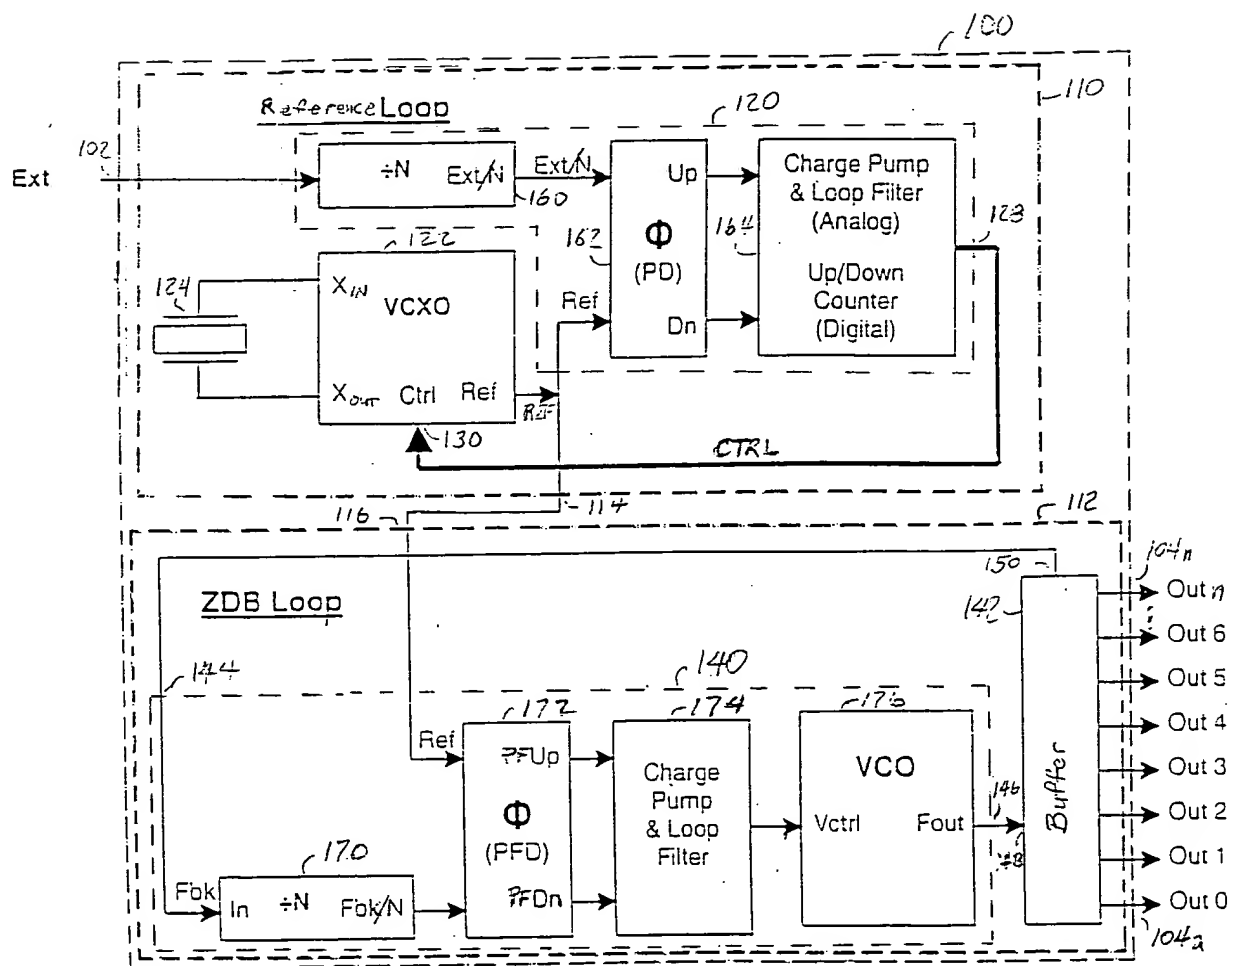 100
110
Reference Loop
120
102
Ext
÷N
Ext/N
160
Ext/N
Up
Charge Pump
& Loop Filter
(Analog)
128
122
162
Φ
(PD)
164
124
X IN
VCXO
Ref
Dn
Up/Down
Counter
(Digital)
X OUT
Ctrl
Ref
REF
130
CTRL
116
114
112
150
104n
ZDB Loop
142
Out n
Out 6
144
140
Out 5
172
174
176
Out 4
Ref
PFUp
Charge
Pump
& Loop
Filter
VCO
Out 3
Φ
(PFD)
Vctrl
Fout
146
Buffer
Out 2
170
Out 1
Fbk
In
÷N
Fbk/N
PFDn
Out 0
104a